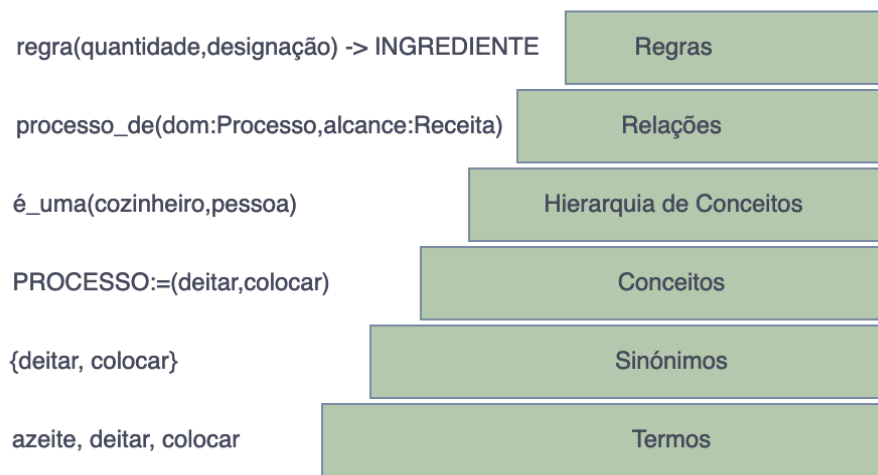 regra(quantidade,designação) -> INGREDIENTE Regras
processo_de(dom:Processo,alcance:Receita) Relações
é_uma(cozinheiro,pessoa) Hierarquia de Conceitos
PROCESSO:=(deitar,colocar) Conceitos
{deitar, colocar} Sinónimos
azeite, deitar, colocar Termos